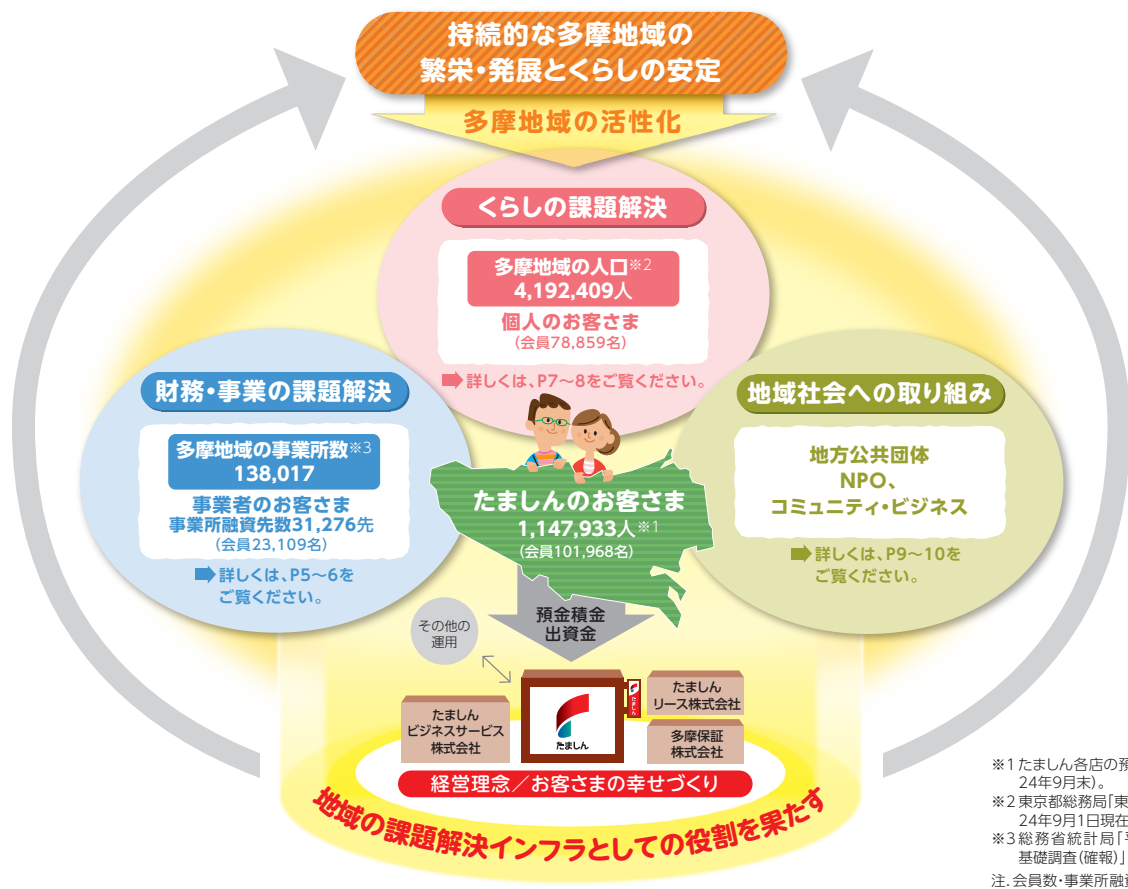 持続的な多摩地域の
繁栄・発展とくらしの安定
多摩地域の活性化
くらしの課題解決
多摩地域の人口※2
4,192,409人
個人のお客さま
(会員78,859名)
詳しくは、P7〜8をご覧ください。
財務・事業の課題解決
多摩地域の事業所数※3
138,017
事業者のお客さま
事業所融資先数31,276先
(会員23,109名)
詳しくは、P5〜6を
ご覧ください。
地域社会への取り組み
地方公共団体
NPO、
コミュニティ・ビジネス
詳しくは、P9〜10を
ご覧ください。
たましんのお客さま
1,147,933人※1
(会員101,968名)
預金積金
出資金
その他の
運用
たましん
ビジネスサービス
株式会社
たましん
たましん
たましん
リース株式会社
多摩保証
株式会社
経営理念／お客さまの幸せづくり
地域の課題解決インフラとしての役割を果たす
※1たましん各店の預
24年9月末)。
※2東京都総務局「東
24年9月1日現在
※3総務省統計局「
基礎調査(確報)」
注.会員数・事業所融資